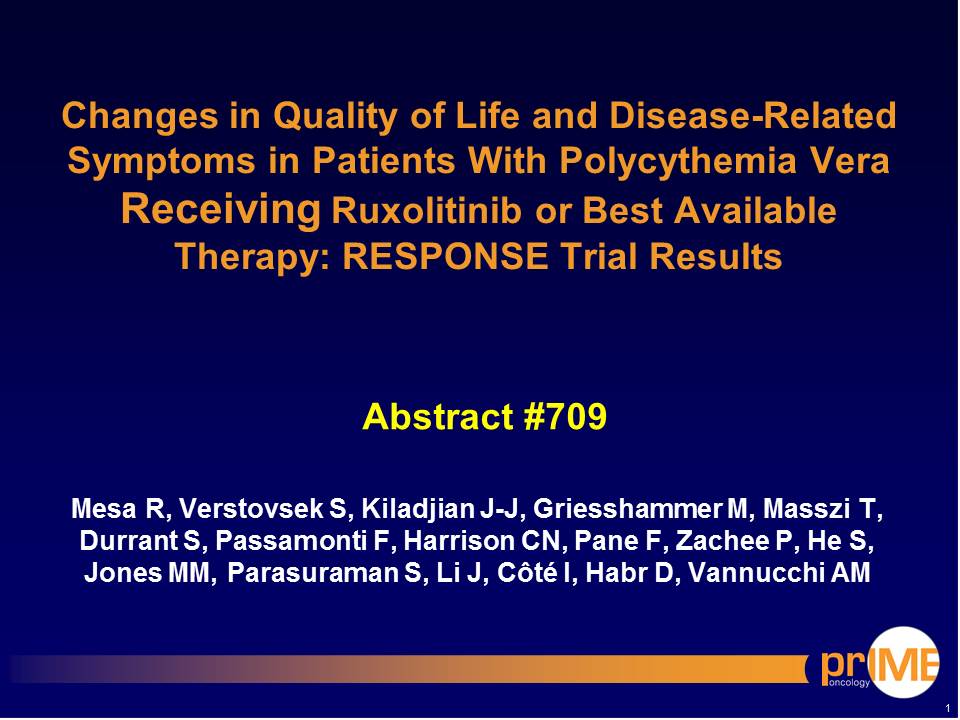 Changes in Quality of Life and Disease-Related
Symptoms in Patients With Polycythemia Vera
Receiving Ruxolitinib or Best Available
Therapy: RESPONSE Trial Results
Abstract #709
Mesa R, Verstovsek S, Kiladjian J-J, Griesshammer M, Masszi T,
Durrant S, Passamonti F, Harrison CN, Pane F, Zachee P, He S,
Jones MM, Parasuraman S, Li J, Côté I, Habr D, Vannucchi AM
prIME
oncology
1